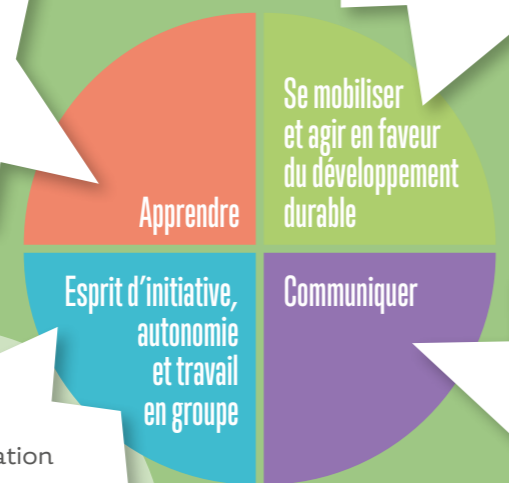 Se mobiliser
et agir en faveur
du développement
durable
Apprendre
Esprit d'initiative,
autonomie
et travail
en groupe
Communiquer
ation